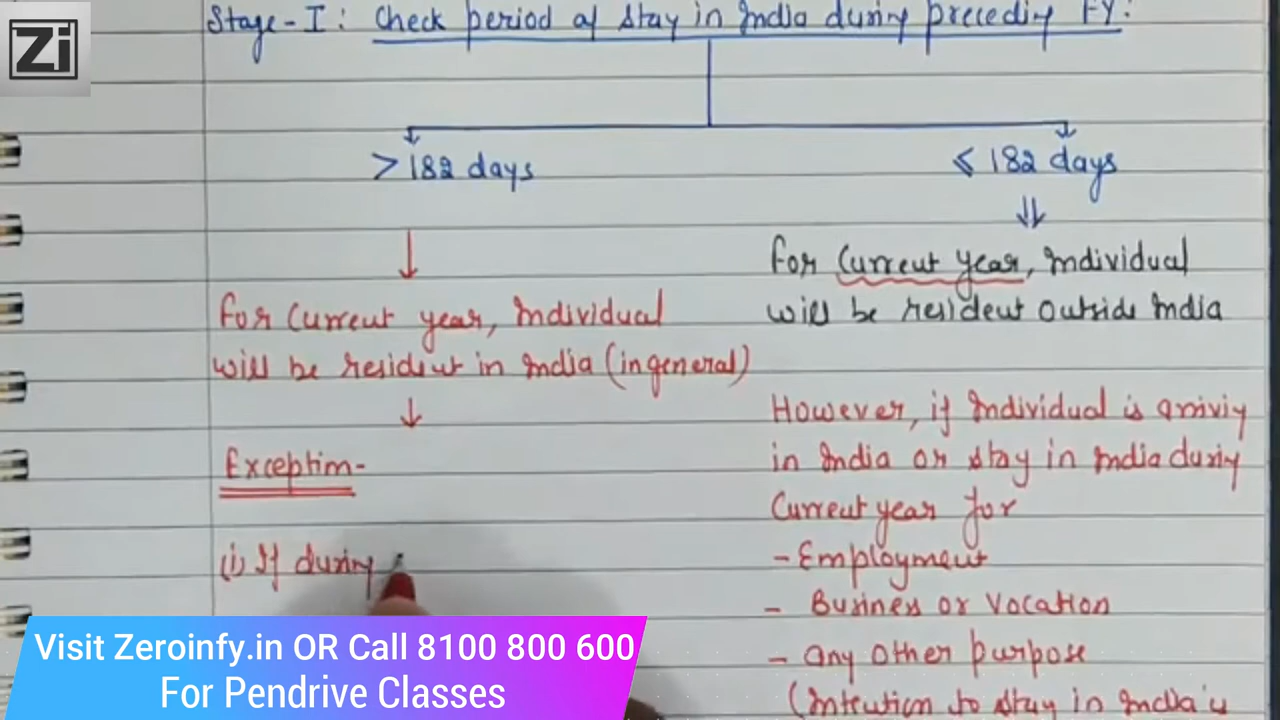 Zi
Stage-I: Check period of stay in India during preceding FY:
> 182 days
≤ 182 days
For Current year, Individual
will be resident in India (in general)
Exception-
(i) If during
For Current year, Individual
will be resident outside India
However, if Individual is arriving
in India or stay in India during
Current year for
- Employment
- Business or Vocation
- Any other purpose
(Intention to stay in India is
Visit Zeroinfy.in OR Call 8100 800 600
For Pendrive Classes